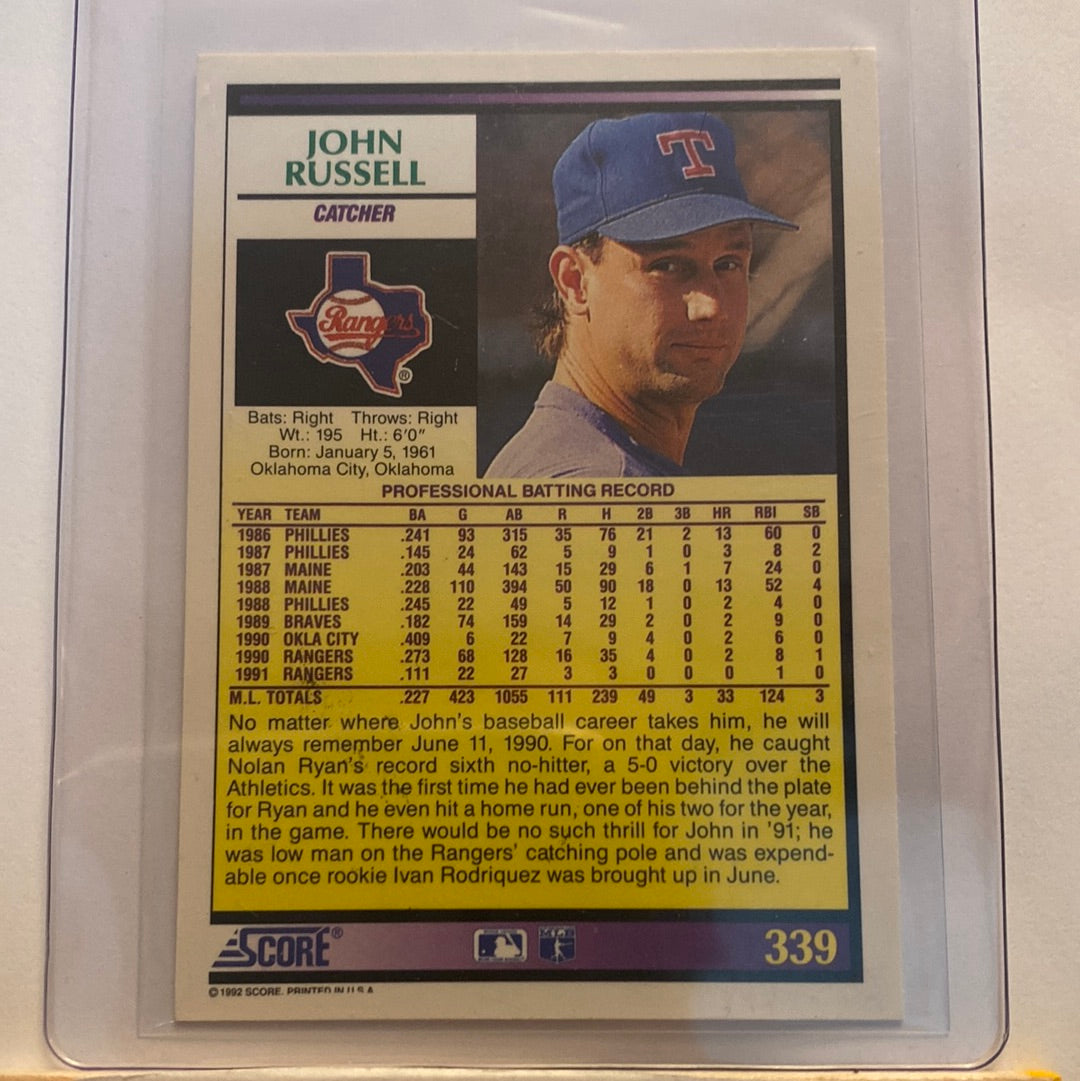 JOHN
RUSSELL
CATCHER
T
Rangers
®
Bats: Right Throws: Right
Wt.: 195 Ht.: 6'0"
Born: January 5, 1961
Oklahoma City, Oklahoma
PROFESSIONAL BATTING RECORD
YEAR TEAM BA G AB R H 2B 3B HR RBI SB
1986 PHILLIES .241 93 315 35 76 21 2 13 60 0
1987 PHILLIES .145 24 62 5 9 1 0 3 8 2
1987 MAINE .203 44 143 15 29 6 1 7 24 0
1988 MAINE .228 110 394 50 90 18 0 13 52 4
1988 PHILLIES .245 22 49 5 12 1 0 2 4 0
1989 BRAVES .182 74 159 14 29 2 0 2 9 0
1990 OKLA CITY .409 6 22 7 9 4 0 2 6 0
1990 RANGERS .273 68 128 16 35 4 0 2 8 1
1991 RANGERS .111 22 27 3 3 0 0 0 1 0
M.L. TOTALS .227 423 1055 111 239 49 3 33 124 3
No matter where John's baseball career takes him, he will
always remember June 11, 1990. For on that day, he caught
Nolan Ryan's record sixth no-hitter, a 5-0 victory over the
Athletics. It was the first time he had ever been behind the plate
for Ryan and he even hit a home run, one of his two for the year,
in the game. There would be no such thrill for John in '91; he
was low man on the Rangers' catching pole and was expend-
able once rookie Ivan Rodriquez was brought up in June.
SCORE®
339
© 1992 SCORE. PRINTED IN U.S.A.